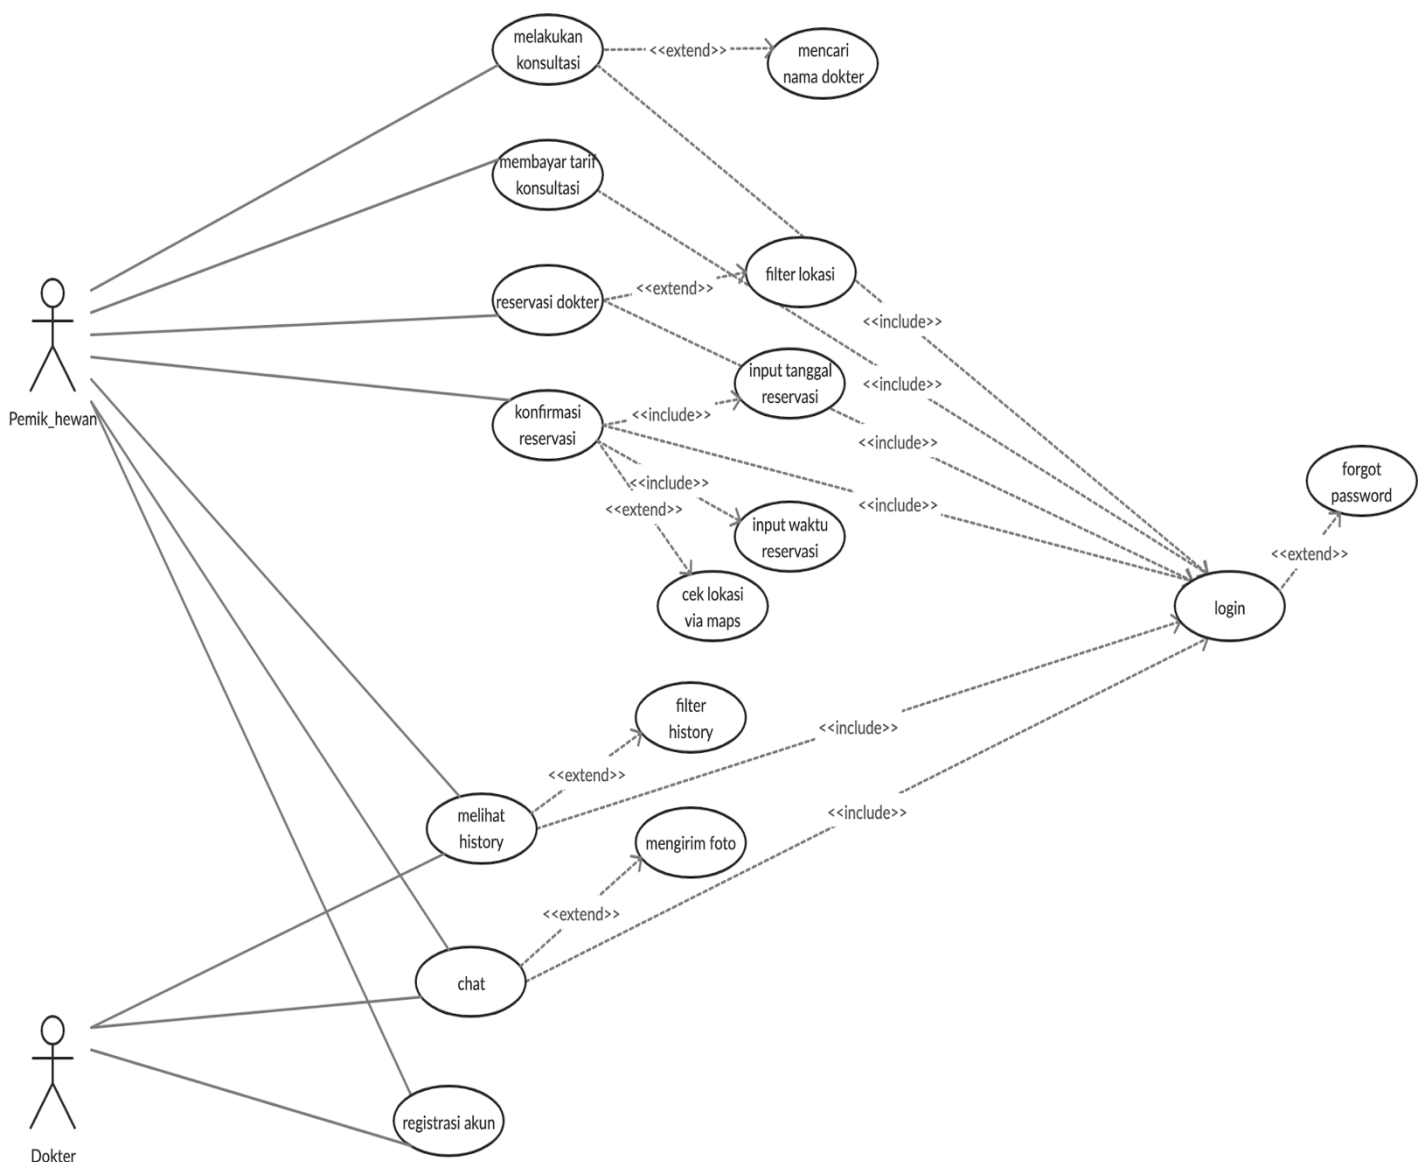 melakukan
konsultasi
<<extend>>
mencari
nama dokter
membayar tarif
konsultasi
reservasi dokter
<<extend>>
filter lokasi
<<include>>
input tanggal
reservasi
<<include>>
konfirmasi
reservasi
<<include>>
<<include>>
Pemik_hewan
<<include>>
<<extend>>
<<include>>
input waktu
reservasi
forgot
password
<<extend>>
cek lokasi
via maps
login
filter
history
<<include>>
<<extend>>
melihat
history
<<include>>
mengirim foto
<<extend>>
chat
registrasi akun
Dokter